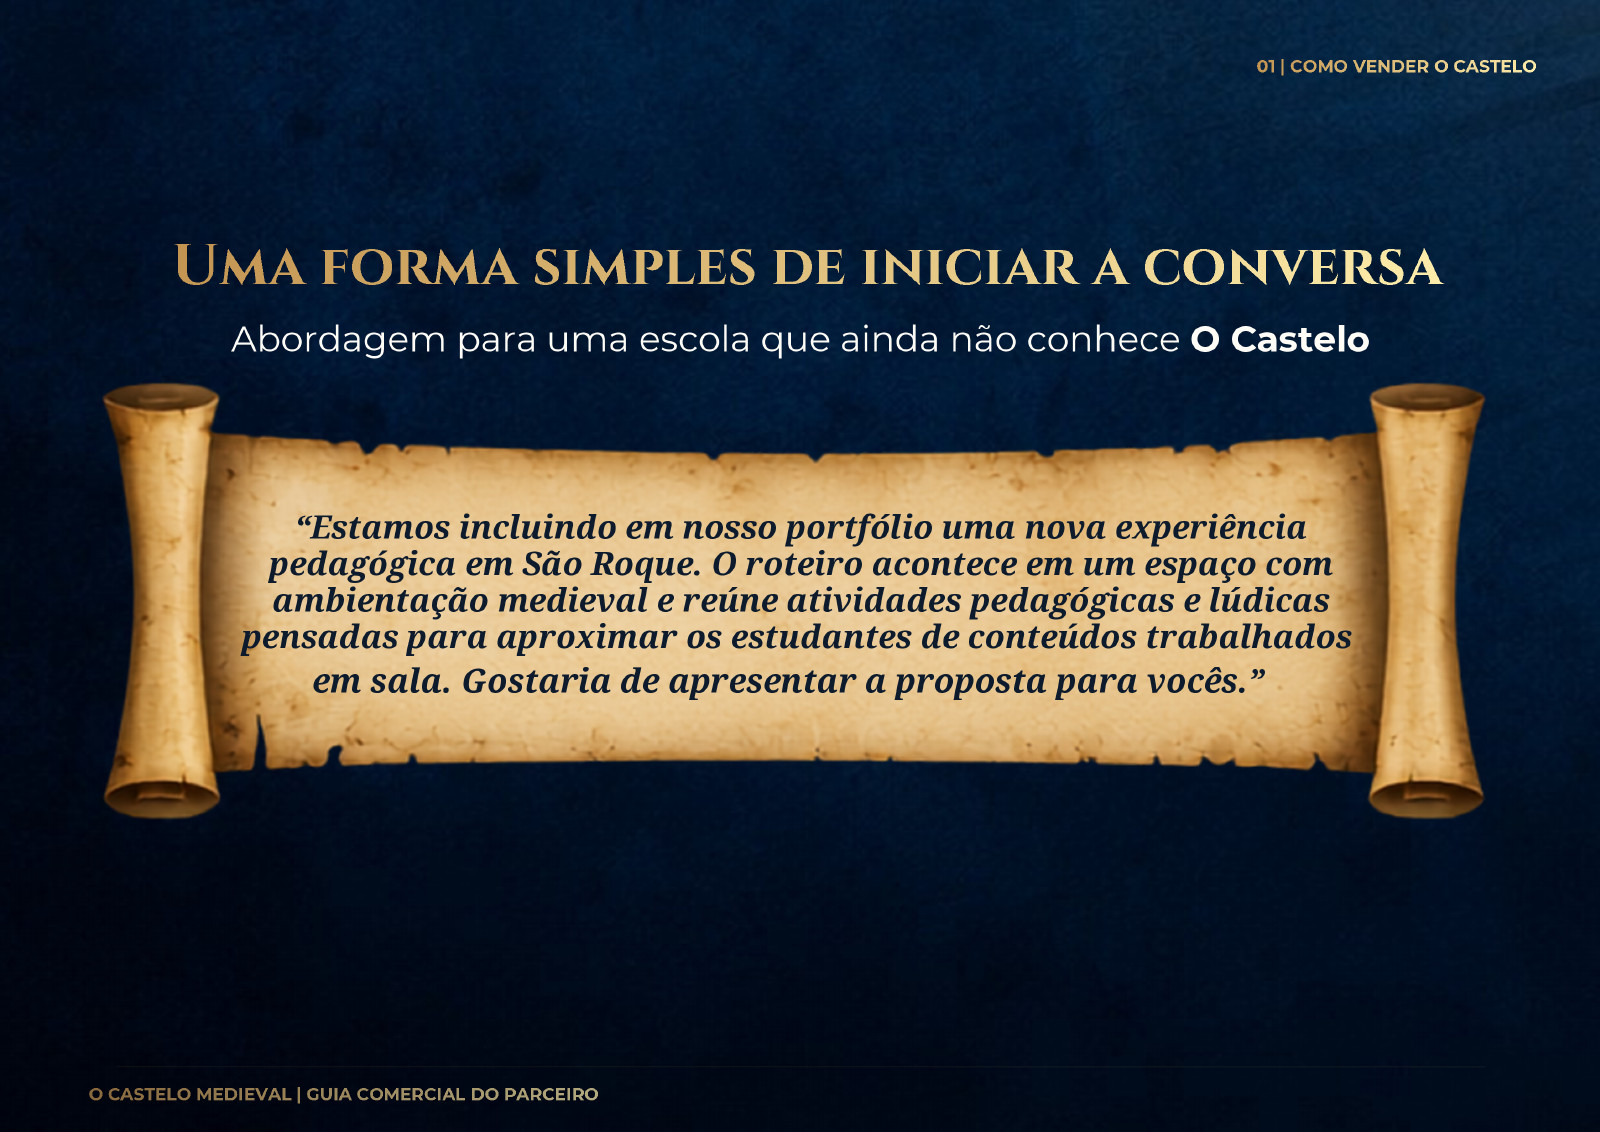 01 | COMO VENDER O CASTELO
UMA FORMA SIMPLES DE INICIAR A CONVERSA
Abordagem para uma escola que ainda não conhece O Castelo
“Estamos incluindo em nosso portfólio uma nova experiência
pedagógica em São Roque. O roteiro acontece em um espaço com
ambientação medieval e reúne atividades pedagógicas e lúdicas
pensadas para aproximar os estudantes de conteúdos trabalhados
em sala. Gostaria de apresentar a proposta para vocês.”
O CASTELO MEDIEVAL | GUIA COMERCIAL DO PARCEIRO